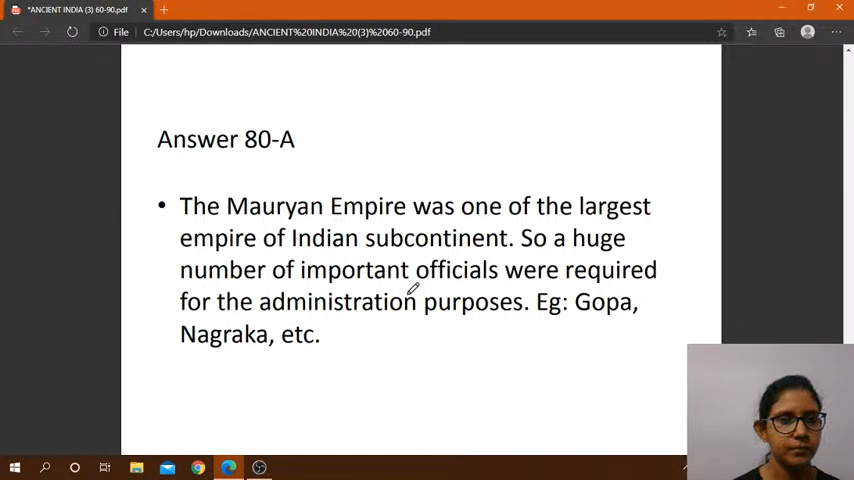 *ANCIENT INDIA (3) 60-90.pdf
File C:/Users/hp/Downloads/ANCIENT%20INDIA%20(3)%2060-90.pdf
Answer 80-A
• The Mauryan Empire was one of the largest
empire of Indian subcontinent. So a huge
number of important officials were required
for the administration purposes. Eg: Gopa,
Nagraka, etc.